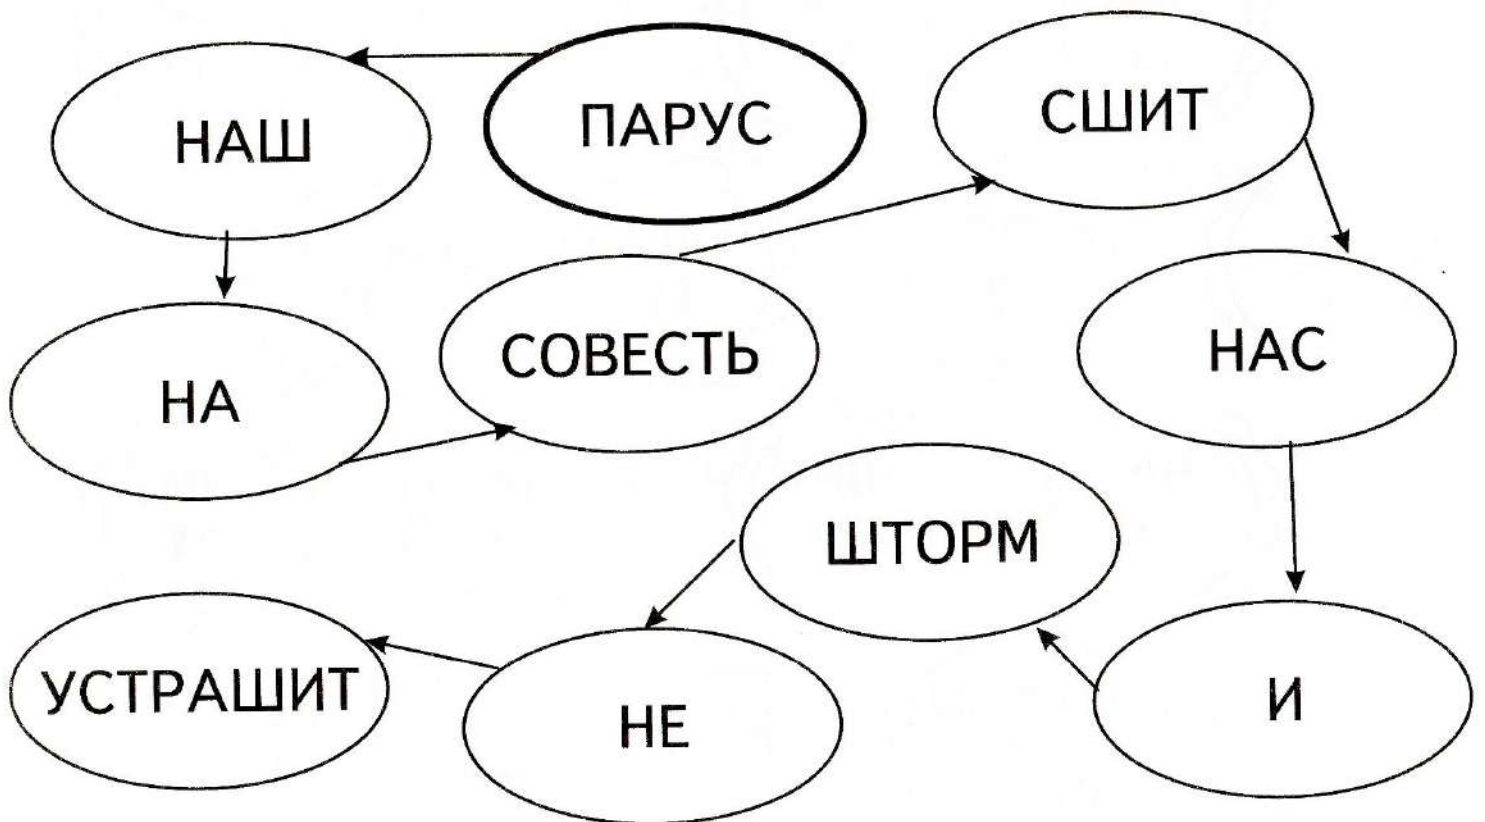 ПАРУС
НАШ
НА
СОВЕСТЬ
СШИТ
НАС
И
ШТОРМ
НЕ
УСТРАШИТ